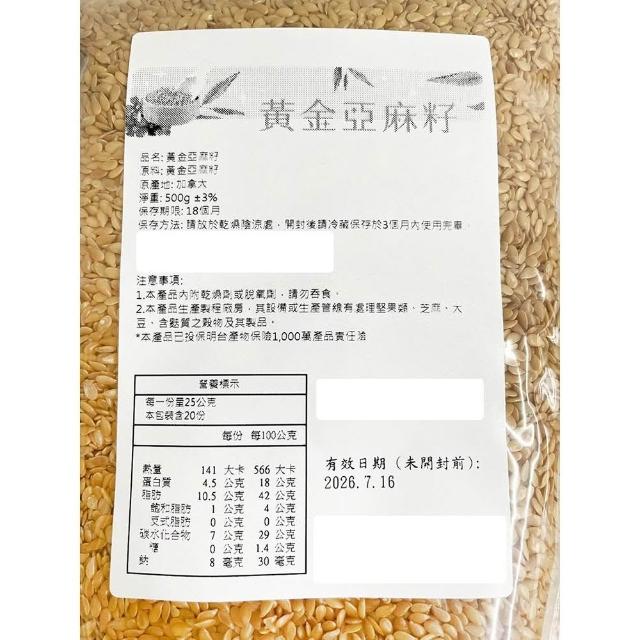 黃金亞麻籽
品名: 黃金亞麻籽
原料: 黃金亞麻籽
原產地: 加拿大
淨重: 500g ±3%
保存期限: 18個月
保存方法: 請放於乾燥陰涼處，開封後請冷藏保存於3個月內使用完畢
注意事項:
1.本產品內附乾燥劑或脫氧劑，請勿吞食。
2.本產品生產製程廠房，其設備或生產管線有處理堅果類、芝麻、大
豆、含麩質之穀物及其製品。
*本產品已投保明台產物保險1,000萬產品責任險
營養標示
每一份量25公克
本包裝含20份
每份 每100公克
熱量 141 大卡 566 大卡
蛋白質 4.5 公克 18 公克
脂肪 10.5 公克 42 公克
飽和脂肪 1 公克 4 公克
反式脂肪 0 公克 0 公克
碳水化合物 7 公克 29 公克
糖 0 公克 1.4 公克
鈉 8 毫克 30 毫克
有效日期 (未開封前):
2026.7.16